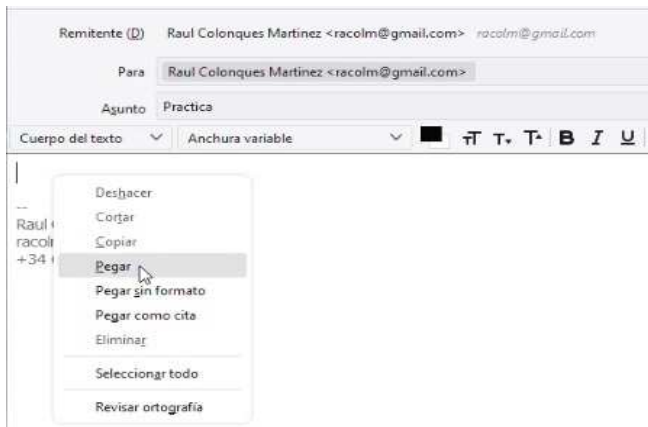 Remitente (D) Raul Colonques Martinez <racolm@gmail.com> racolm@gmail.com
Para Raul Colonques Martinez <racolm@gmail.com>
Asunto Practica
Cuerpo del texto Anchura variable T T T B I U
--
Raul
+34
Deshacer
Cortar
Copiar
Pegar
Pegar sin formato
Pegar como cita
Eliminar
Seleccionar todo
Revisar ortografía